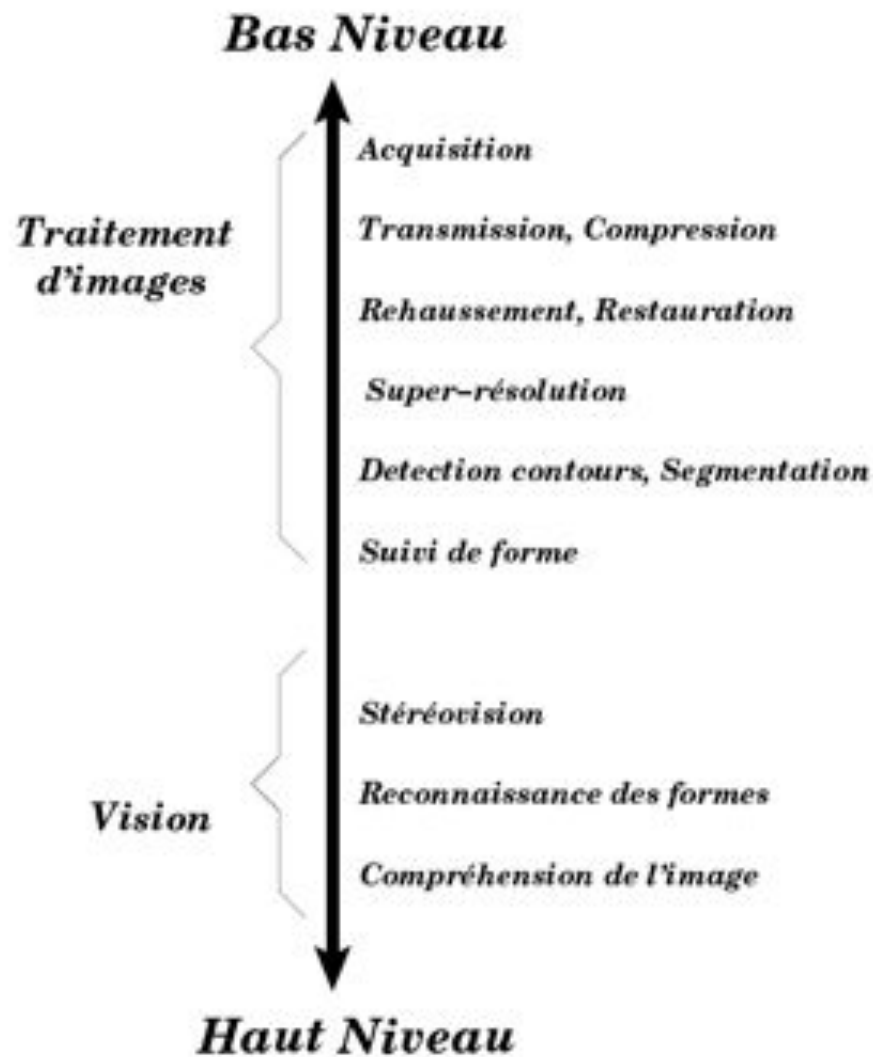 Bas Niveau
Acquisition
Traitement
d'images
Transmission, Compression
Rehaussement, Restauration
Super-résolution
Detection contours, Segmentation
Suivi de forme
Stéréovision
Vision
Reconnaissance des formes
Compréhension de l'image
Haut Niveau